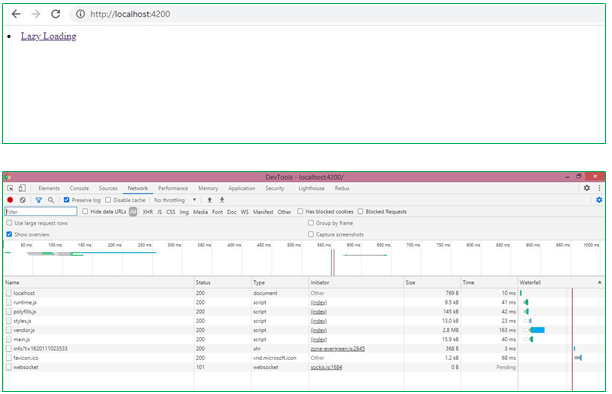 http://localhost:4200
Lazy Loading
DevTools - localhost:4200/
Elements Console Sources Network Performance Memory Application Security Lighthouse Redux
Preserve log Disable cache No throttling
Filter Hide data URLs All XHR JS CSS Img Media Font Doc WS Manifest Other Has blocked cookies Blocked Requests
Use large request rows Group by frame
Show overview Capture screenshots
50 ms 100 ms 150 ms 200 ms 250 ms 300 ms 350 ms 400 ms 450 ms 500 ms 550 ms 600 ms 650 ms 700 ms 750 ms 800 ms 850 ms 900 ms 950 ms 1000 ms
Name Status Type Initiator Size Time Waterfall
localhost 200 document Other 769 B 10 ms
runtime.js 200 script (index) 9.5 kB 41 ms
polyfills.js 200 script (index) 145 kB 42 ms
styles.js 200 script (index) 13.0 kB 23 ms
vendor.js 200 script (index) 2.8 MB 163 ms
main.js 200 script (index) 15.9 kB 40 ms
info?t=1620111023533 200 xhr zone-evergreen.js:2845 368 B 3 ms
favicon.ico 200 vnd.microsoft.icon Other 1.2 kB 68 ms
websocket 101 websocket sockjs.js:1684 0 B Pending